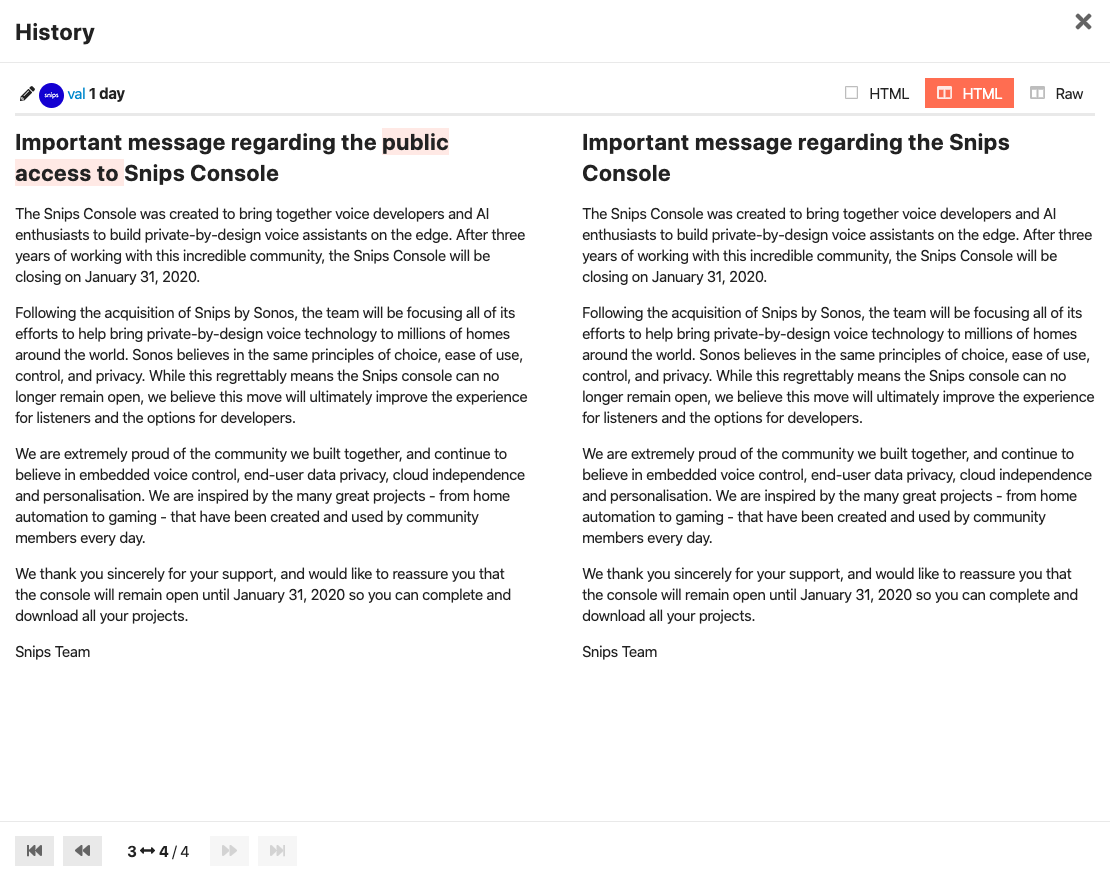 History
snips val 1 day HTML HTML Raw
Important message regarding the public
access to Snips Console
The Snips Console was created to bring together voice developers and AI
enthusiasts to build private-by-design voice assistants on the edge. After three
years of working with this incredible community, the Snips Console will be
closing on January 31, 2020.
Following the acquisition of Snips by Sonos, the team will be focusing all of its
efforts to help bring private-by-design voice technology to millions of homes
around the world. Sonos believes in the same principles of choice, ease of use,
control, and privacy. While this regrettably means the Snips console can no
longer remain open, we believe this move will ultimately improve the experience
for listeners and the options for developers.
We are extremely proud of the community we built together, and continue to
believe in embedded voice control, end-user data privacy, cloud independence
and personalisation. We are inspired by the many great projects - from home
automation to gaming - that have been created and used by community
members every day.
We thank you sincerely for your support, and would like to reassure you that
the console will remain open until January 31, 2020 so you can complete and
download all your projects.
Snips Team
Important message regarding the Snips
Console
The Snips Console was created to bring together voice developers and AI
enthusiasts to build private-by-design voice assistants on the edge. After three
years of working with this incredible community, the Snips Console will be
closing on January 31, 2020.
Following the acquisition of Snips by Sonos, the team will be focusing all of its
efforts to help bring private-by-design voice technology to millions of homes
around the world. Sonos believes in the same principles of choice, ease of use,
control, and privacy. While this regrettably means the Snips console can no
longer remain open, we believe this move will ultimately improve the experience
for listeners and the options for developers.
We are extremely proud of the community we built together, and continue to
believe in embedded voice control, end-user data privacy, cloud independence
and personalisation. We are inspired by the many great projects - from home
automation to gaming - that have been created and used by community
members every day.
We thank you sincerely for your support, and would like to reassure you that
the console will remain open until January 31, 2020 so you can complete and
download all your projects.
Snips Team
3 ↔ 4 / 4